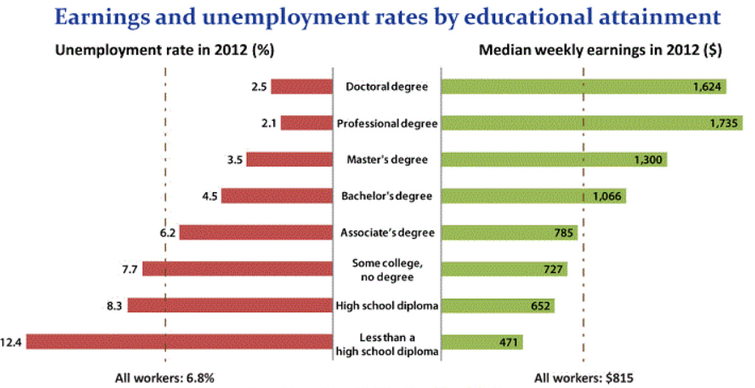 Earnings and unemployment rates by educational attainment
Unemployment rate in 2012 (%)
Median weekly earnings in 2012 ($)
2.5 Doctoral degree 1,624
2.1 Professional degree 1,735
3.5 Master's degree 1,300
4.5 Bachelor's degree 1,066
6.2 Associate's degree 785
7.7 Some college,
no degree 727
8.3 High school diploma 652
12.4 Less than a
high school diploma 471
All workers: 6.8%
All workers: $815